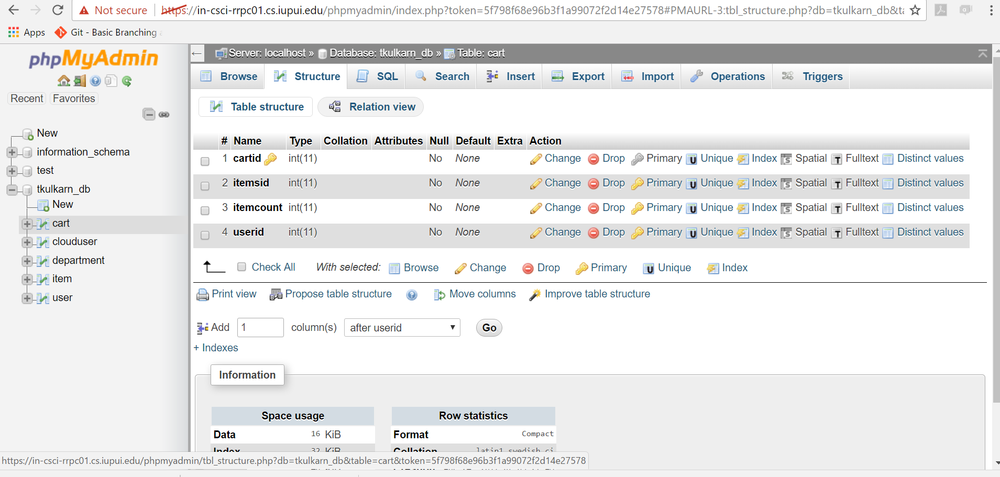 Not secure https://in-csci-rrpc01.cs.iupui.edu/phpmyadmin/index.php?token=5f798f68e96b3f1a99072f2d14e27578#PMAURL-3:tbl_structure.php?db=tkulkarn_db&ta
Apps Git - Basic Branching
phpMyAdmin
Recent Favorites
New
information_schema
test
tkulkarn_db
New
cart
clouduser
department
item
user
Server: localhost » Database: tkulkarn_db » Table: cart
Browse Structure SQL Search Insert Export Import Operations Triggers
Table structure Relation view
# Name Type Collation Attributes Null Default Extra Action
1 cartid int(11) No None Change Drop Primary Unique Index Spatial Fulltext Distinct values
2 itemsid int(11) No None Change Drop Primary Unique Index Spatial Fulltext Distinct values
3 itemcount int(11) No None Change Drop Primary Unique Index Spatial Fulltext Distinct values
4 userid int(11) No None Change Drop Primary Unique Index Spatial Fulltext Distinct values
Check All With selected: Browse Change Drop Primary Unique Index
Print view Propose table structure Move columns Improve table structure
Add 1 column(s) after userid Go
+ Indexes
Information
Space usage Row statistics
Data 16 KiB Format Compact
Index 32 KiB Collation latin1_swedish_ci
https://in-csci-rrpc01.cs.iupui.edu/phpmyadmin/tbl_structure.php?db=tkulkarn_db&table=cart&token=5f798f68e96b3f1a99072f2d14e27578